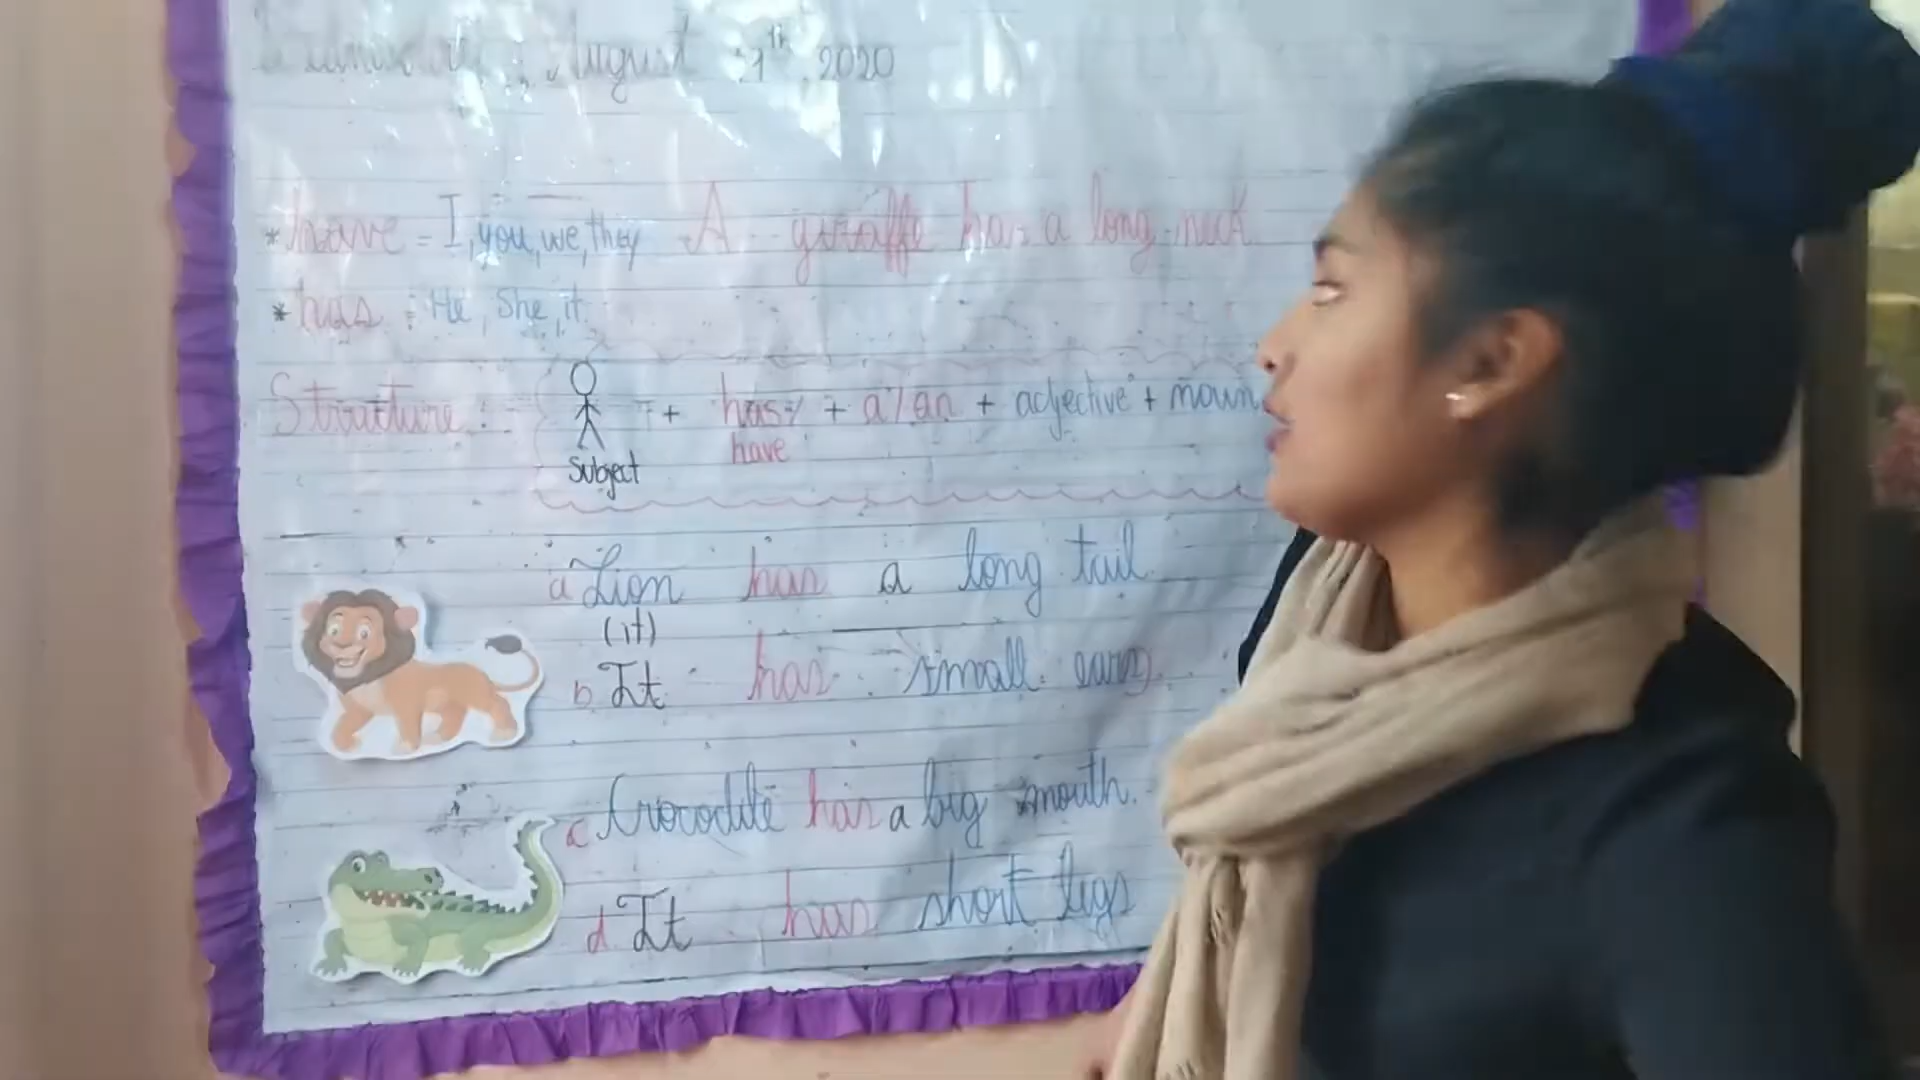 August 21th, 2020
* have = I, you, we, they A giraffe has a long neck
* has : He, She, it
Structure : + has/ + a/an + adjective + noun
have
Subject
a Lion has a long tail
(it)
b. It has small ears
c Crocodile has a big mouth.
d. It has short legs